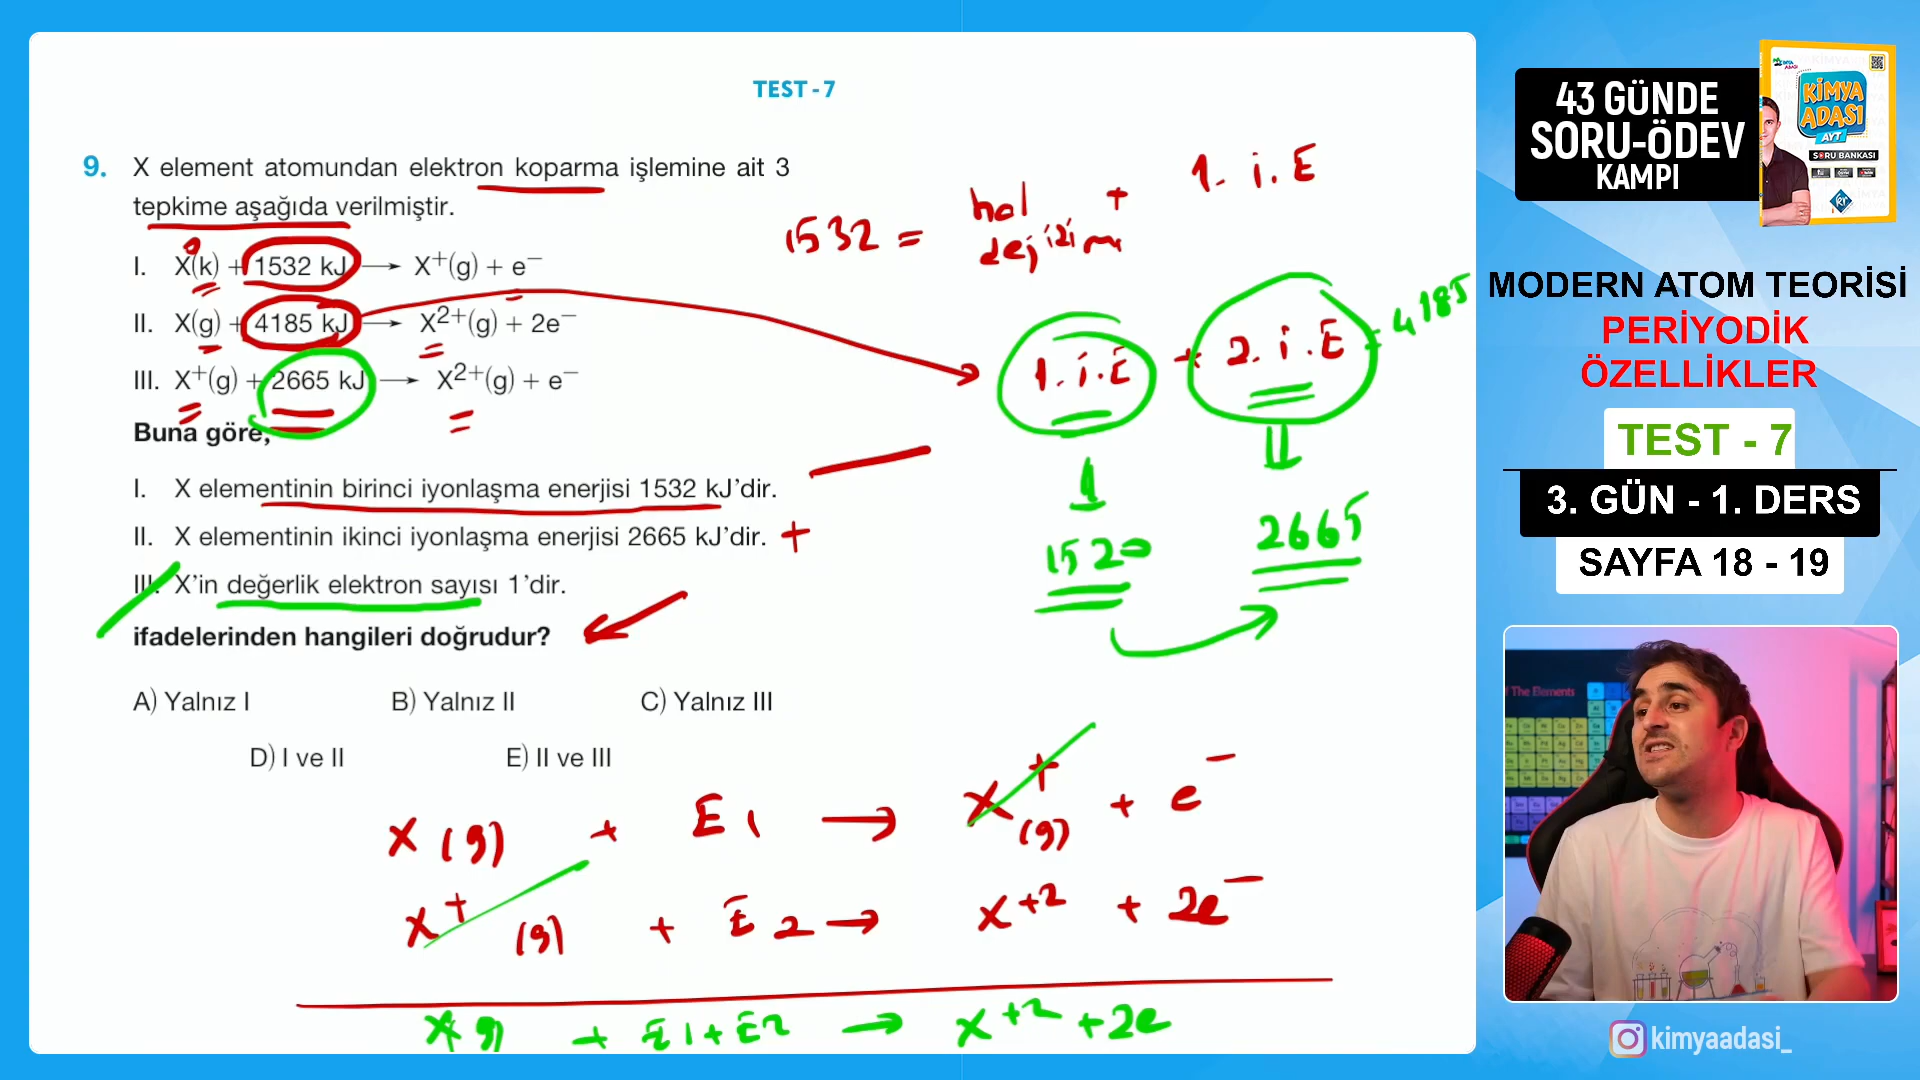 TEST - 7
9. X element atomundan elektron koparma işlemine ait 3
tepkime aşağıda verilmiştir.
I. X(k) + 1532 kJ → X⁺(g) + e⁻
II. X(g) + 4185 kJ → X²⁺(g) + 2e⁻
III. X⁺(g) + 2665 kJ → X²⁺(g) + e⁻
Buna göre,
I. X elementinin birinci iyonlaşma enerjisi 1532 kJ'dir.
II. X elementinin ikinci iyonlaşma enerjisi 2665 kJ'dir. +
III. X'in değerlik elektron sayısı 1'dir.
ifadelerinden hangileri doğrudur?
A) Yalnız I B) Yalnız II C) Yalnız III
D) I ve II E) II ve III
1532 = hal değişimi + 1. i. E
1. i. E + 2. i. E = 4185
1520 2665
X (g) + E1 → X⁺(g) + e⁻
X⁺ (g) + E2 → X⁺² + 2e⁻
X(g) + E1+E2 → X⁺² + 2e
43 GÜNDE
SORU-ÖDEV
KAMPI
KİMYA
ADASI
AYT
SORU BANKASI
MODERN ATOM TEORİSİ
PERİYODİK
ÖZELLİKLER
TEST - 7
3. GÜN - 1. DERS
SAYFA 18 - 19
The Elements
kimyaadasi_